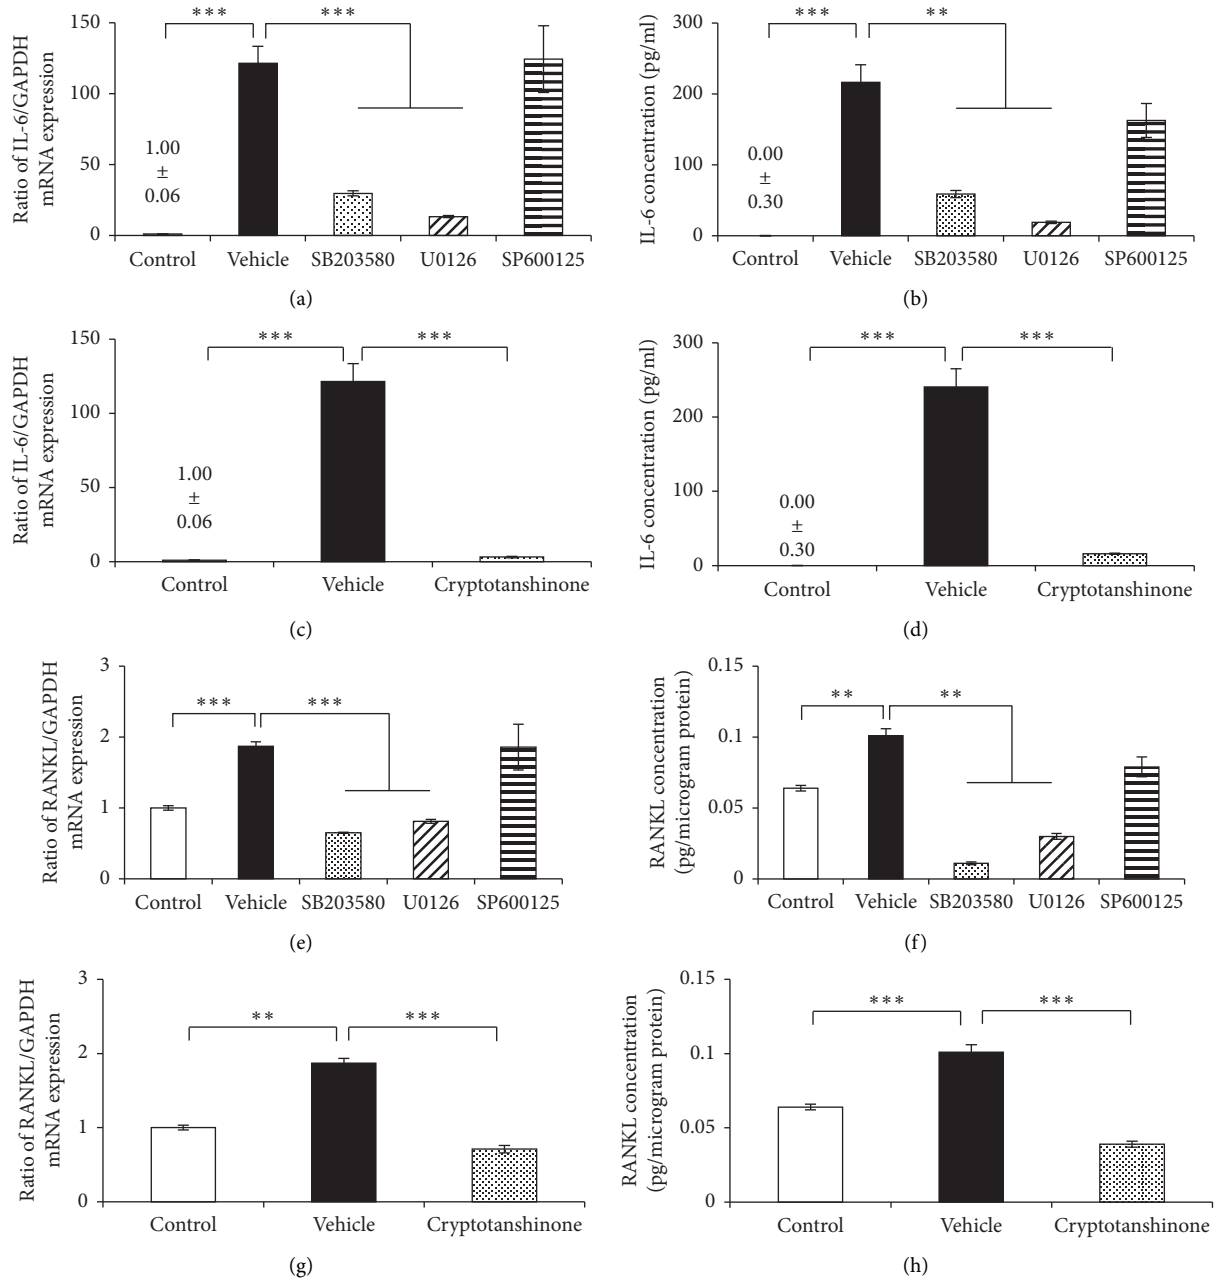 Ratio of IL-6/GAPDH
mRNA expression
150
100
50
0
***
***
1.00
±
0.06
Control Vehicle SB203580 U0126 SP600125
(a)
IL-6 concentration (pg/ml)
300
200
100
0
***
**
0.00
±
0.30
Control Vehicle SB203580 U0126 SP600125
(b)
Ratio of IL-6/GAPDH
mRNA expression
150
100
50
0
***
***
1.00
±
0.06
Control Vehicle Cryptotanshinone
(c)
IL-6 concentration (pg/ml)
300
200
100
0
***
***
0.00
±
0.30
Control Vehicle Cryptotanshinone
(d)
Ratio of RANKL/GAPDH
mRNA expression
3
2
1
0
***
***
Control Vehicle SB203580 U0126 SP600125
(e)
RANKL concentration
(pg/microgram protein)
0.15
0.1
0.05
0
**
**
Control Vehicle SB203580 U0126 SP600125
(f)
Ratio of RANKL/GAPDH
mRNA expression
3
2
1
0
**
***
Control Vehicle Cryptotanshinone
(g)
RANKL concentration
(pg/microgram protein)
0.15
0.1
0.05
0
***
***
Control Vehicle Cryptotanshinone
(h)